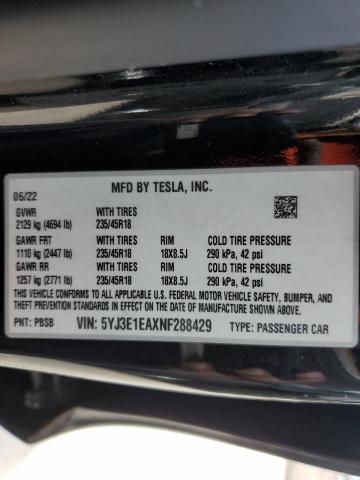 MFD BY TESLA, INC.
06/22
GVWR WITH TIRES
2129 kg (4694 lb) 235/45R18
GAWR FRT WITH TIRES RIM COLD TIRE PRESSURE
1110 kg (2447 lb) 235/45R18 18X8.5J 290 kPa, 42 psi
GAWR RR WITH TIRES RIM COLD TIRE PRESSURE
1257 kg (2771 lb) 235/45R18 18X8.5J 290 kPa, 42 psi
THIS VEHICLE CONFORMS TO ALL APPLICABLE FEDERAL MOTOR VEHICLE SAFETY, BUMPER, AND
THEFT PREVENTION STANDARDS IN EFFECT ON THE DATE OF MANUFACTURE SHOWN ABOVE.
PNT: PBSB VIN: 5YJ3E1EAXNF288429 TYPE: PASSENGER CAR